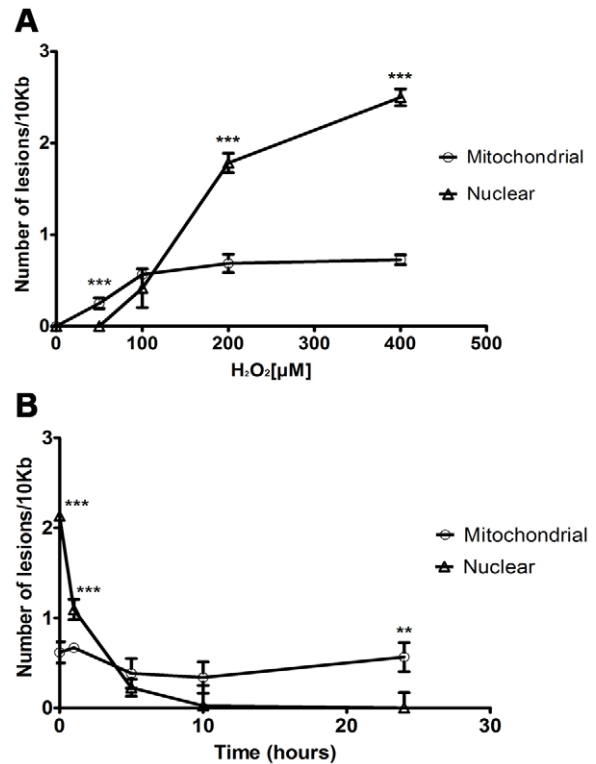 A
Number of lesions/10Kb
3
2
1
0
***
***
***
0 100 200 300 400 500
H₂O₂[µM]
Mitochondrial
Nuclear
B
Number of lesions/10Kb
3
2
1
0
***
***
**
0 10 20 30
Time (hours)
Mitochondrial
Nuclear